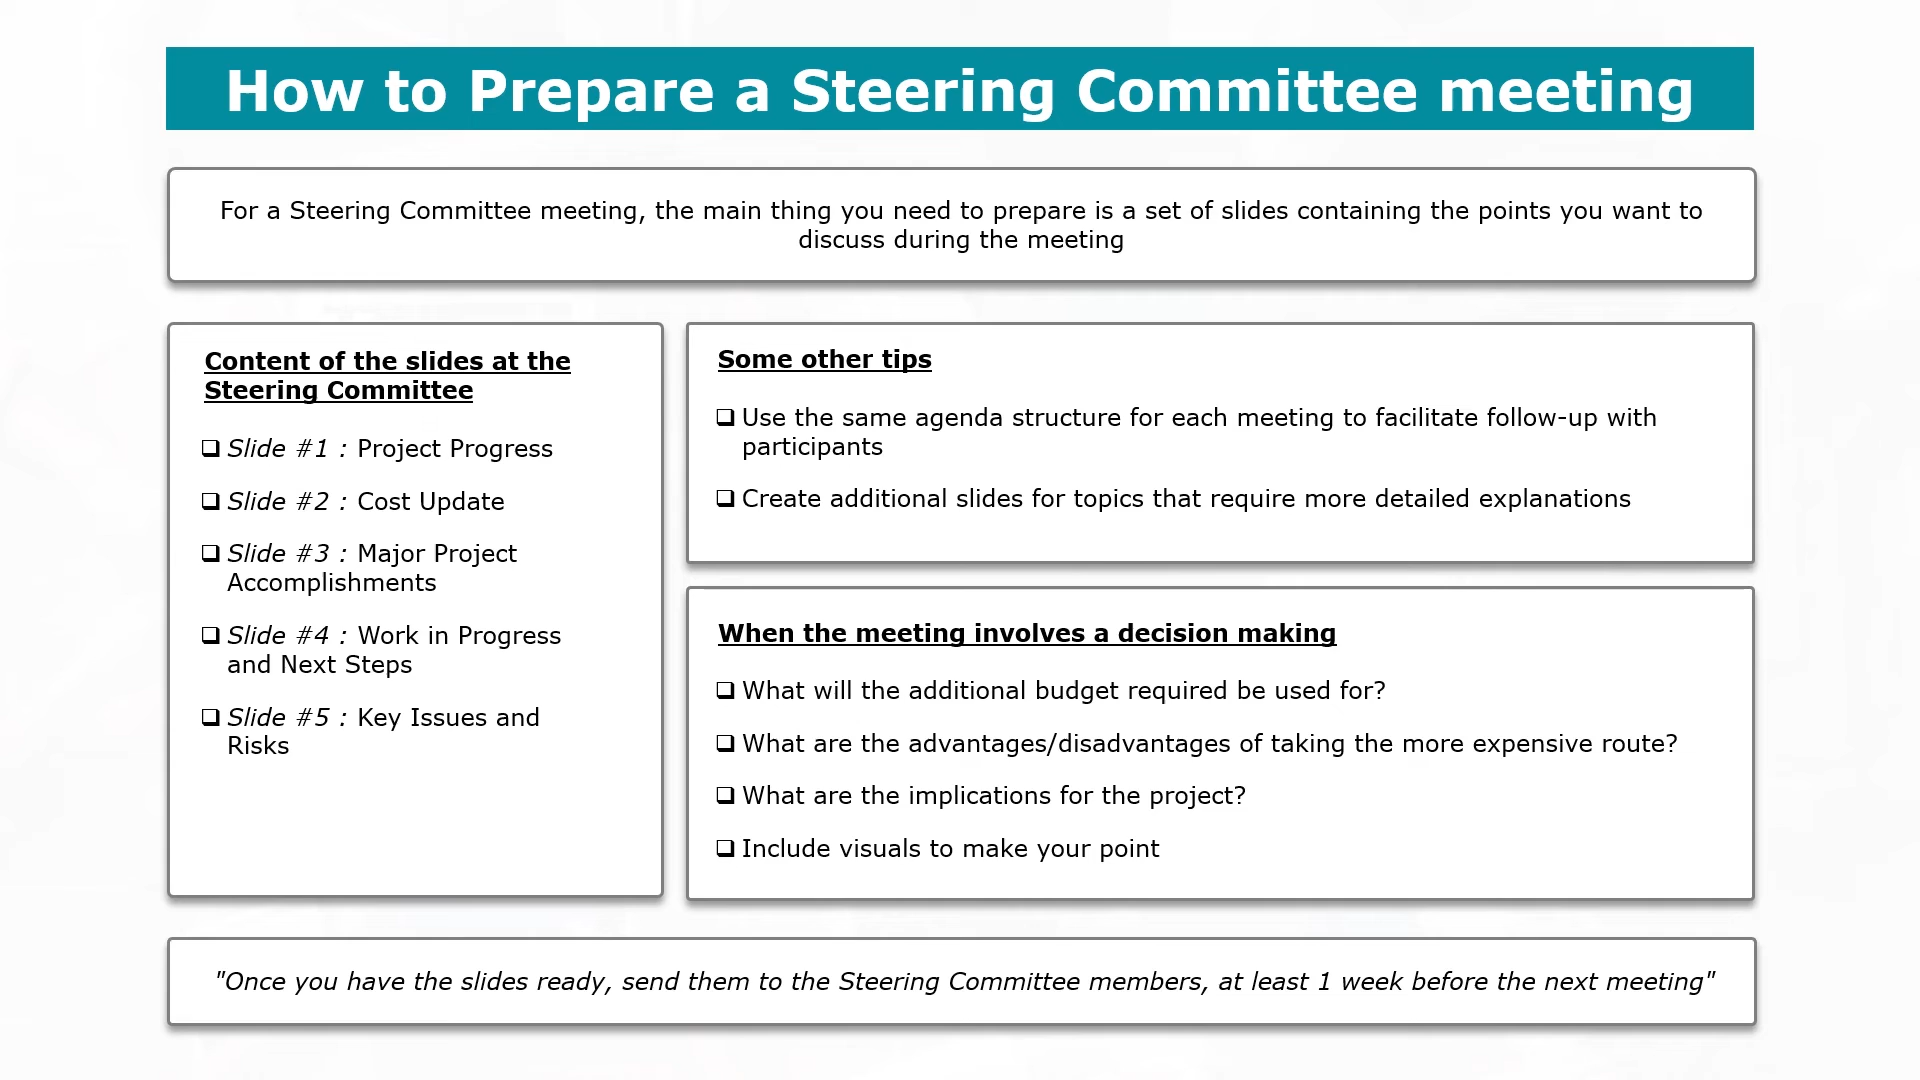 How to Prepare a Steering Committee meeting
For a Steering Committee meeting, the main thing you need to prepare is a set of slides containing the points you want to
discuss during the meeting
Content of the slides at the
Steering Committee
❑ Slide #1 : Project Progress
❑ Slide #2 : Cost Update
❑ Slide #3 : Major Project
Accomplishments
❑ Slide #4 : Work in Progress
and Next Steps
❑ Slide #5 : Key Issues and
Risks
Some other tips
❑ Use the same agenda structure for each meeting to facilitate follow-up with
participants
❑ Create additional slides for topics that require more detailed explanations
When the meeting involves a decision making
❑ What will the additional budget required be used for?
❑ What are the advantages/disadvantages of taking the more expensive route?
❑ What are the implications for the project?
❑ Include visuals to make your point
"Once you have the slides ready, send them to the Steering Committee members, at least 1 week before the next meeting"